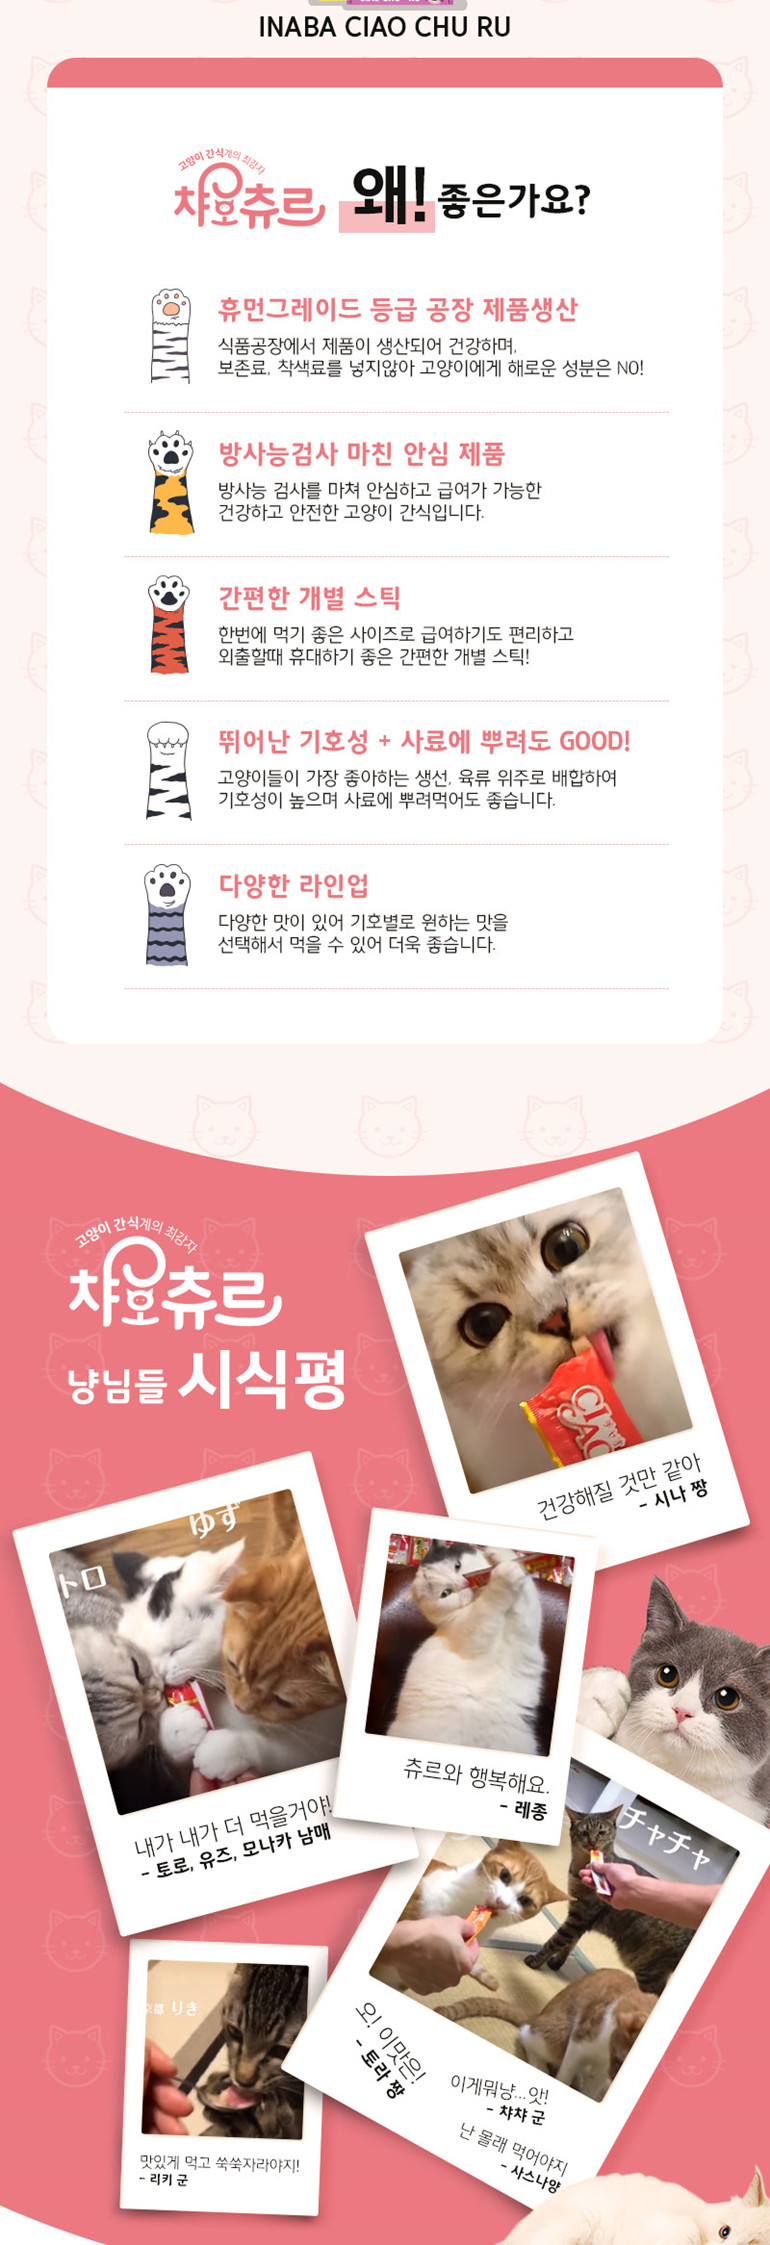 INABA CIAO CHU RU
고양이 간식계의 최강자
챠오츄르 왜! 좋은가요?
휴먼그레이드 등급 공장 제품생산
식품공장에서 제품이 생산되어 건강하며,
보존료, 착색료를 넣지않아 고양이에게 해로운 성분은 NO!
방사능검사 마친 안심 제품
방사능 검사를 마쳐 안심하고 급여가 가능한
건강하고 안전한 고양이 간식입니다.
간편한 개별 스틱
한번에 먹기 좋은 사이즈로 급여하기도 편리하고
외출할때 휴대하기 좋은 간편한 개별 스틱!
뛰어난 기호성 + 사료에 뿌려도 GOOD!
고양이들이 가장 좋아하는 생선, 육류 위주로 배합하여
기호성이 높으며 사료에 뿌려먹어도 좋습니다.
다양한 라인업
다양한 맛이 있어 기호별로 원하는 맛을
선택해서 먹을 수 있어 더욱 좋습니다.
고양이 간식계의 최강자
챠오츄르
냥님들 시식평
CIAO
건강해질 것만 같아
- 시나 짱
ゆず
トロ
내가 내가 더 먹을거야!
- 토로, 유즈, 모나카 남매
츄르와 행복해요.
- 레종
チャチャ
오! 이맛은!
- 토라 짱
이게뭐냥...앗!
- 챠챠 군
난 몰래 먹어야지
- 사스나양
京都 りき
맛있게 먹고 쑥쑥자라야지!
- 리키 군